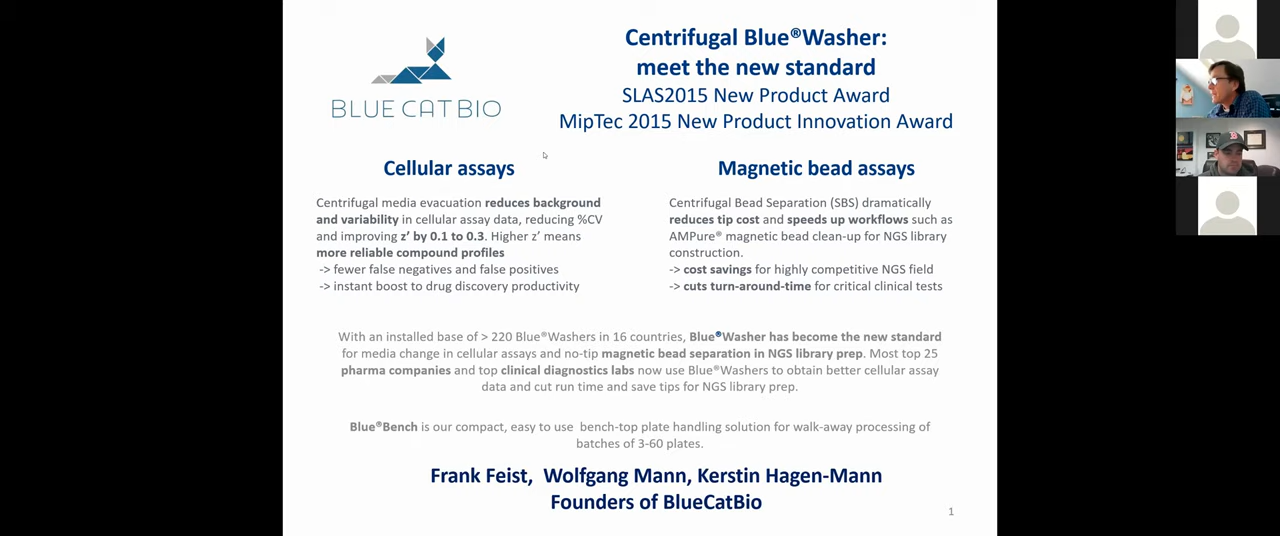 BLUE CAT BIO
Centrifugal Blue®Washer:
meet the new standard
SLAS2015 New Product Award
MipTec 2015 New Product Innovation Award
Cellular assays
Centrifugal media evacuation reduces background
and variability in cellular assay data, reducing %CV
and improving z’ by 0.1 to 0.3. Higher z’ means
more reliable compound profiles
-> fewer false negatives and false positives
-> instant boost to drug discovery productivity
Magnetic bead assays
Centrifugal Bead Separation (SBS) dramatically
reduces tip cost and speeds up workflows such as
AMPure® magnetic bead clean-up for NGS library
construction.
-> cost savings for highly competitive NGS field
-> cuts turn-around-time for critical clinical tests
With an installed base of > 220 Blue®Washers in 16 countries, Blue®Washer has become the new standard
for media change in cellular assays and no-tip magnetic bead separation in NGS library prep. Most top 25
pharma companies and top clinical diagnostics labs now use Blue®Washers to obtain better cellular assay
data and cut run time and save tips for NGS library prep.
Blue®Bench is our compact, easy to use bench-top plate handling solution for walk-away processing of
batches of 3-60 plates.
Frank Feist, Wolfgang Mann, Kerstin Hagen-Mann
Founders of BlueCatBio
1
B